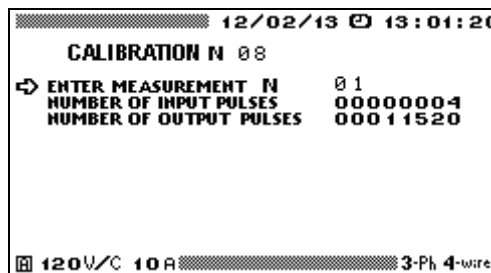 12/02/13 13:01:20
CALIBRATION N 08
ENTER MEASUREMENT N 01
NUMBER OF INPUT PULSES 00000004
NUMBER OF OUTPUT PULSES 00011520
A 120V/C 10A 3-Ph 4-wire